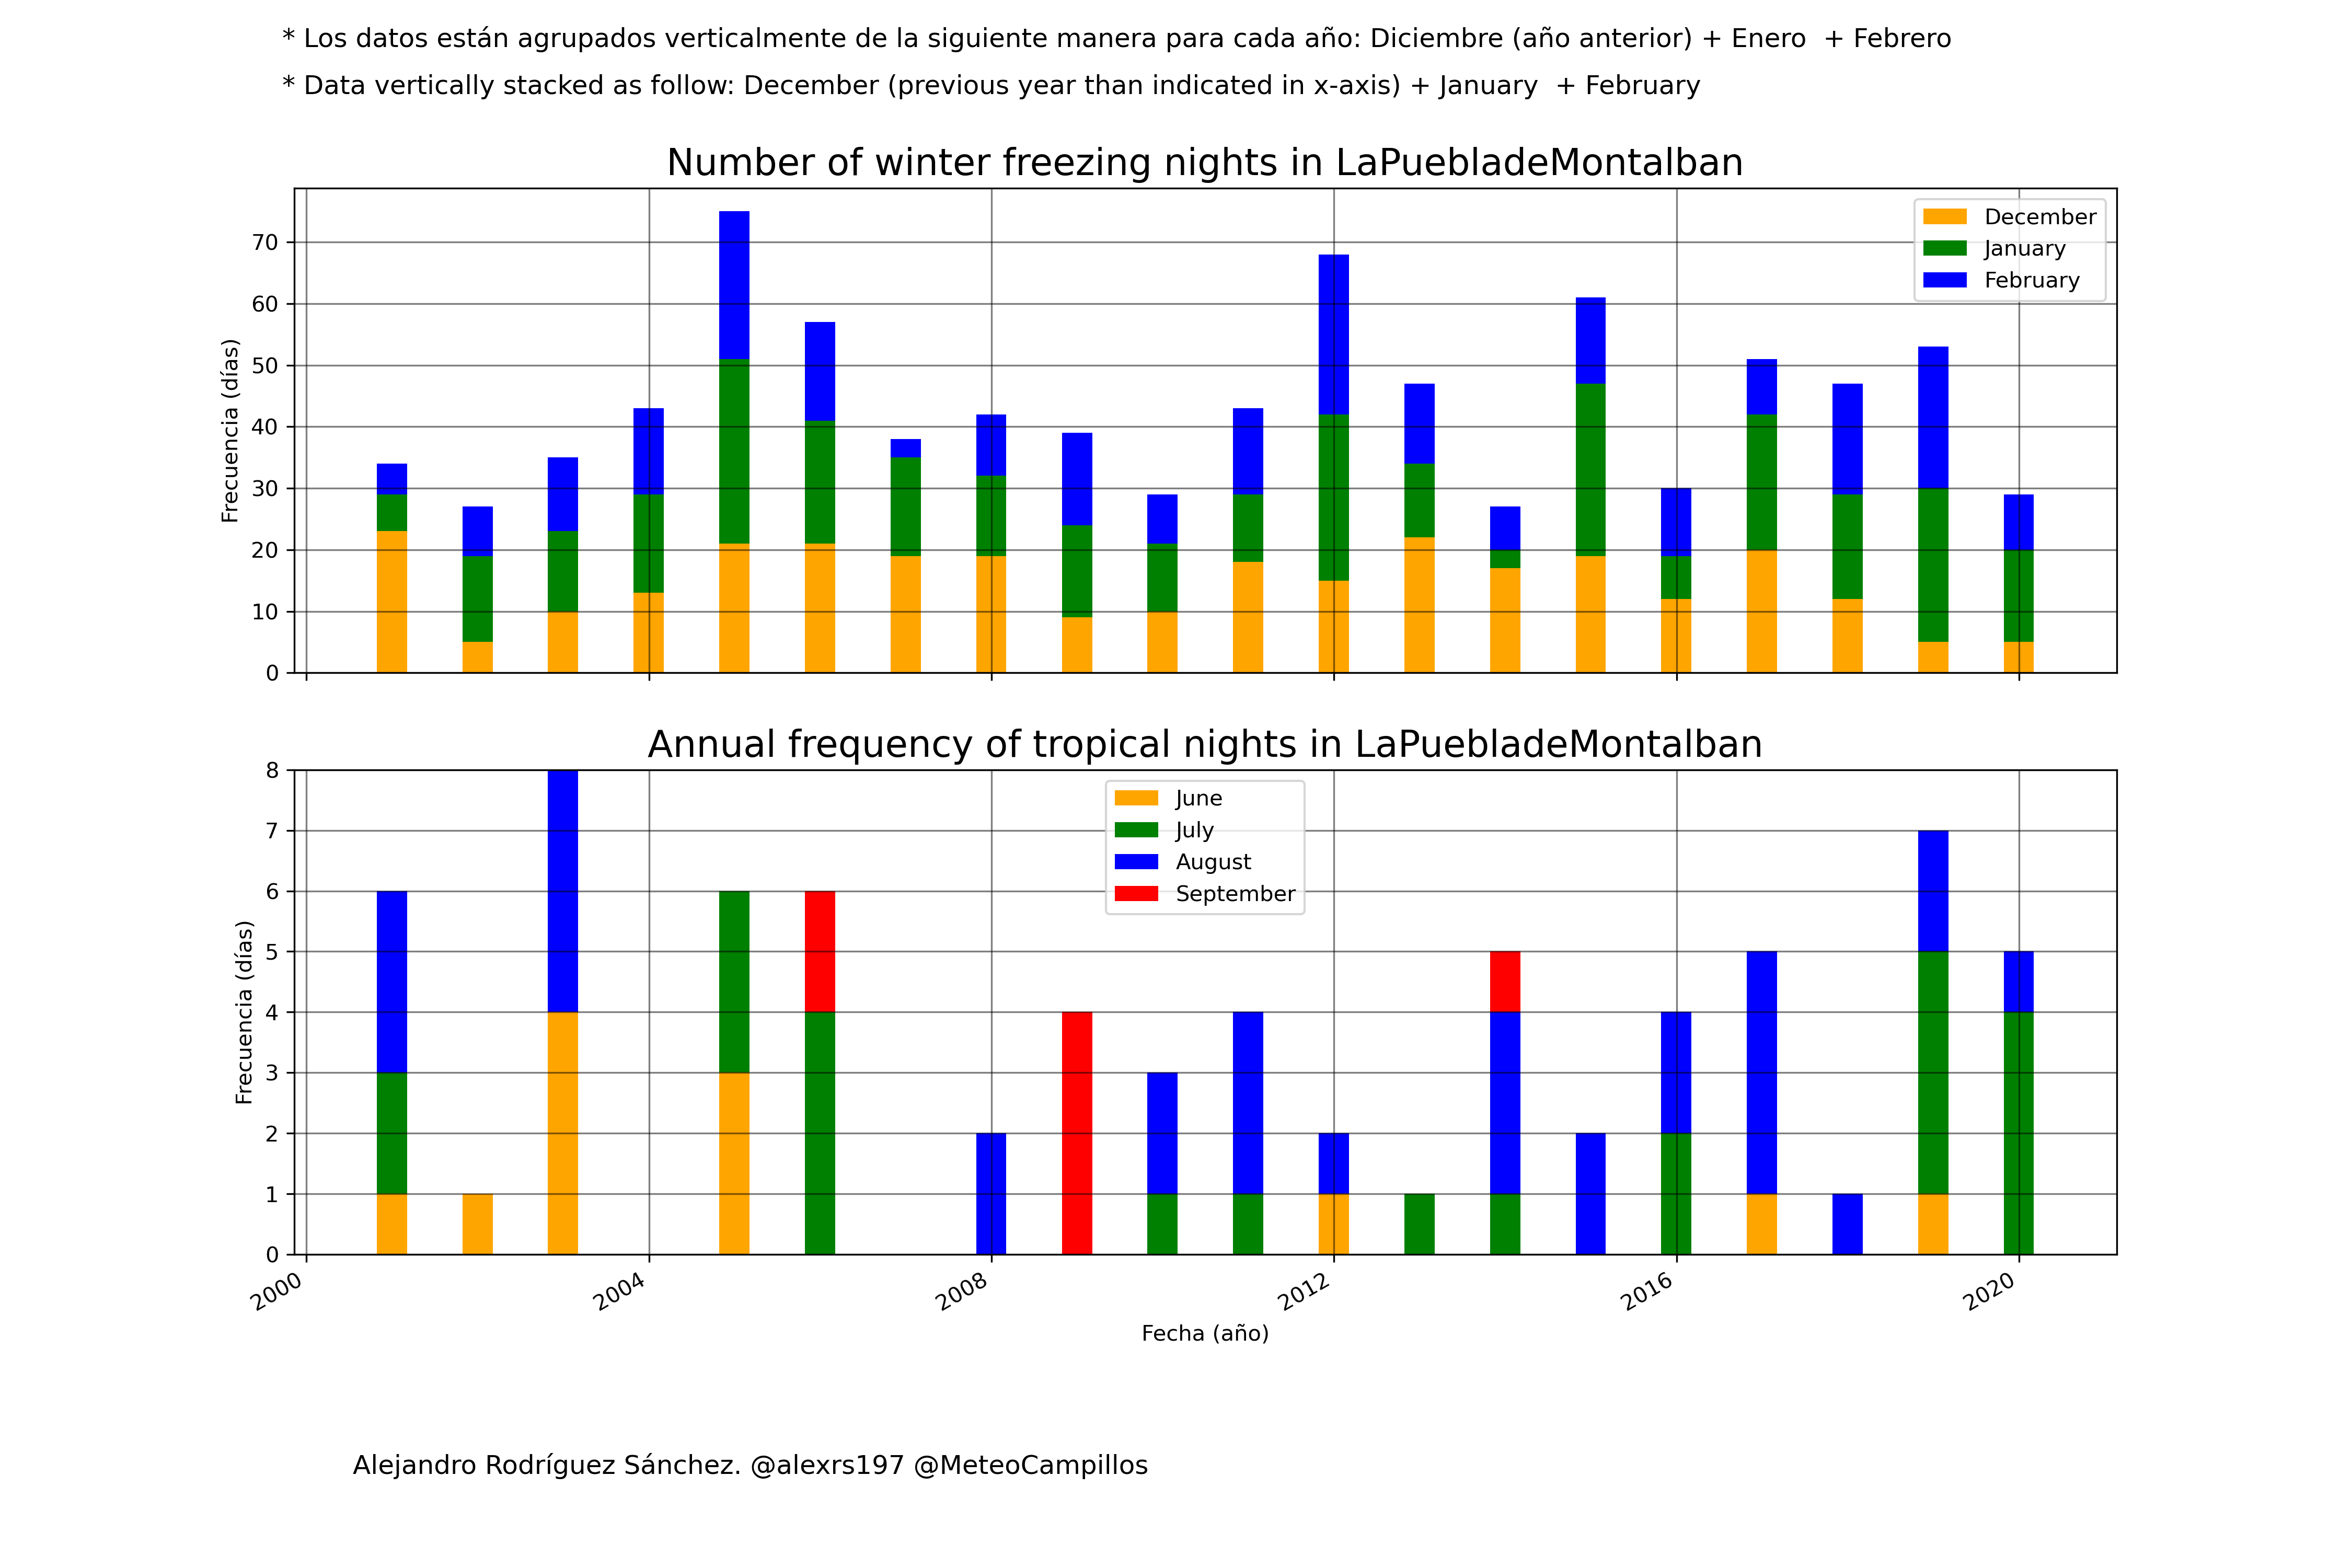 * Los datos están agrupados verticalmente de la siguiente manera para cada año: Diciembre (año anterior) + Enero  + Febrero
* Data vertically stacked as follow: December (previous year than indicated in x-axis) + January  + February
Number of winter freezing nights in LaPuebladeMontalban
Frecuencia (días)
70
60
50
40
30
20
10
0
December
January
February
Annual frequency of tropical nights in LaPuebladeMontalban
Frecuencia (días)
8
7
6
5
4
3
2
1
0
June
July
August
September
2000
2004
2008
2012
2016
2020
Fecha (año)
Alejandro Rodríguez Sánchez. @alexrs197 @MeteoCampillos